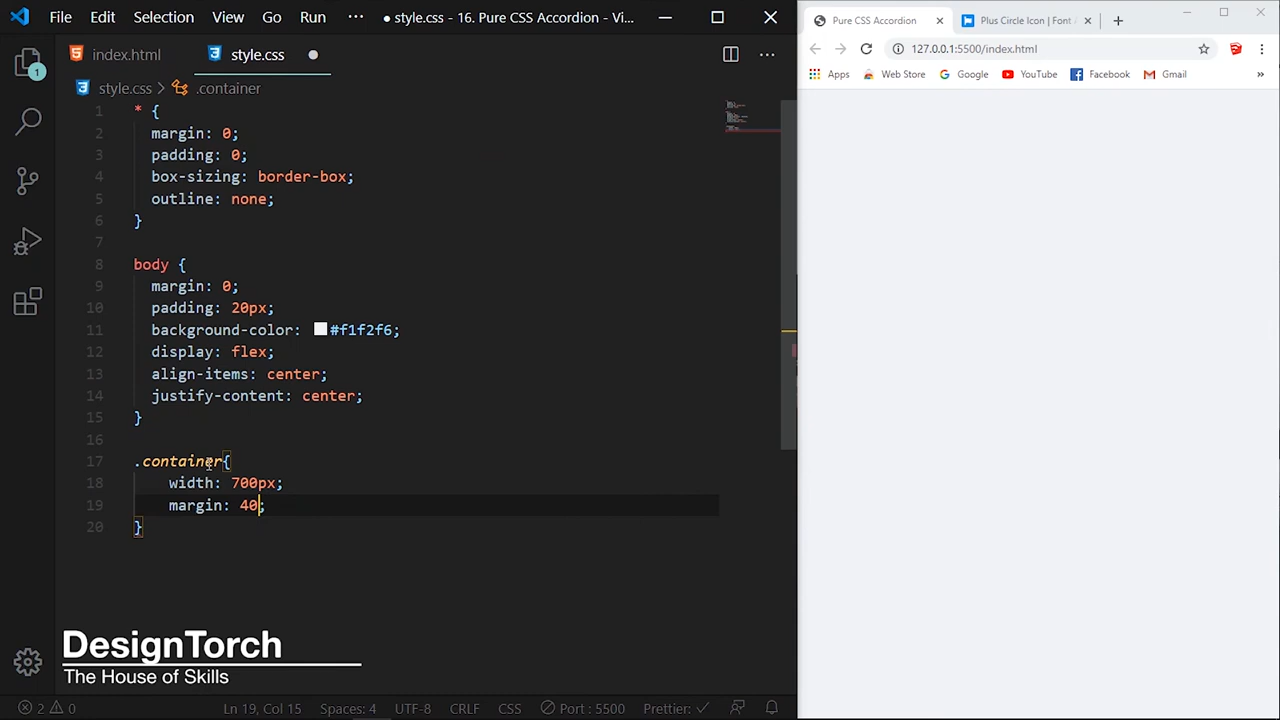 File Edit Selection View Go Run ··· ● style.css - 16. Pure CSS Accordion - Vi...
index.html style.css
style.css > .container
1 * {
2 margin: 0;
3 padding: 0;
4 box-sizing: border-box;
5 outline: none;
6 }
7
8 body {
9 margin: 0;
10 padding: 20px;
11 background-color: #f1f2f6;
12 display: flex;
13 align-items: center;
14 justify-content: center;
15 }
16
17 .container{
18 width: 700px;
19 margin: 40;
20 }
DesignTorch
The House of Skills
2 0 Ln 19, Col 15 Spaces: 4 UTF-8 CRLF CSS Port : 5500 Prettier: ✓
1
Pure CSS Accordion Plus Circle Icon | Font A
127.0.0.1:5500/index.html
Apps Web Store Google YouTube Facebook Gmail »